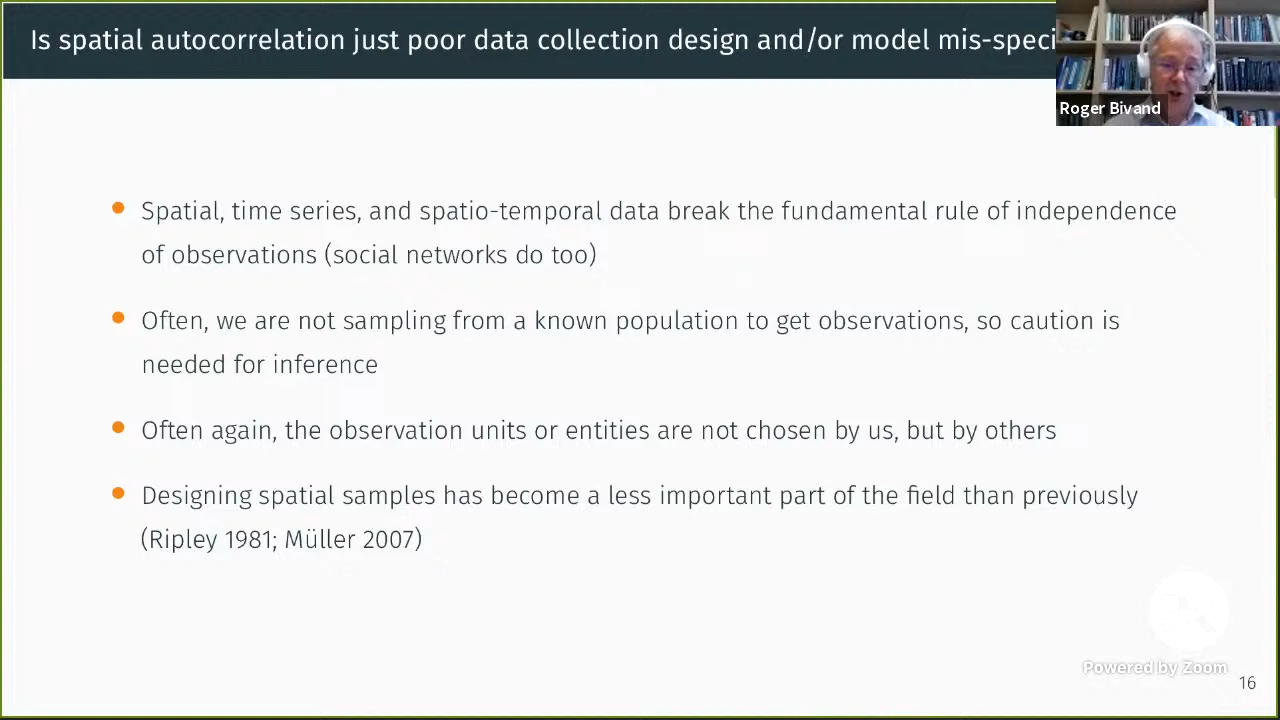 Is spatial autocorrelation just poor data collection design and/or model mis-speci
Roger Bivand
Spatial, time series, and spatio-temporal data break the fundamental rule of independence
of observations (social networks do too)
Often, we are not sampling from a known population to get observations, so caution is
needed for inference
Often again, the observation units or entities are not chosen by us, but by others
Designing spatial samples has become a less important part of the field than previously
(Ripley 1981; Müller 2007)
Powered by Zoom
16